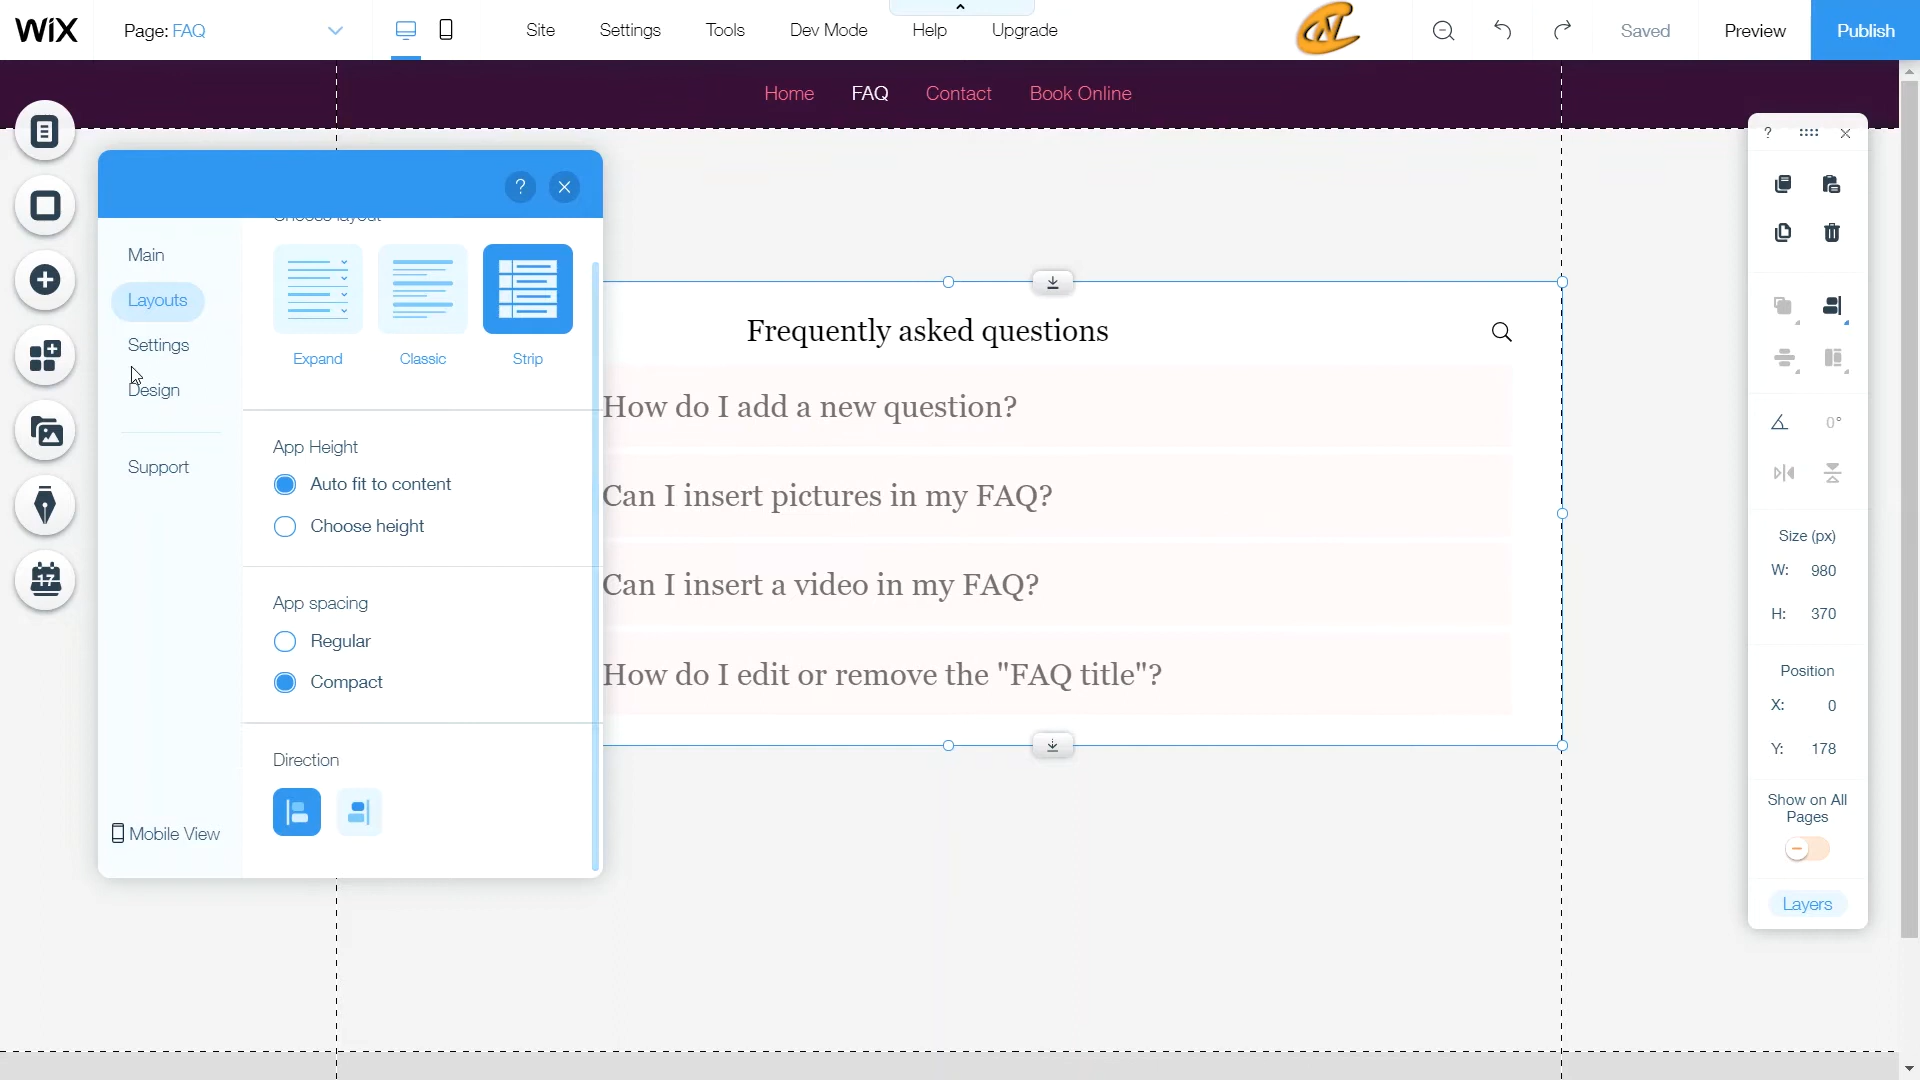 WiX
Page: FAQ
Site
Settings
Tools
Dev Mode
Help
Upgrade
Saved
Preview
Publish
Home
FAQ
Contact
Book Online
?
?
Main
Layouts
Settings
Design
Support
Mobile View
Choose layout
Expand
Classic
Strip
App Height
Auto fit to content
Choose height
App spacing
Regular
Compact
Direction
17
Frequently asked questions
How do I add a new question?
Can I insert pictures in my FAQ?
Can I insert a video in my FAQ?
How do I edit or remove the "FAQ title"?
0°
Size (px)
W: 980
H: 370
Position
X: 0
Y: 178
Show on All
Pages
Layers